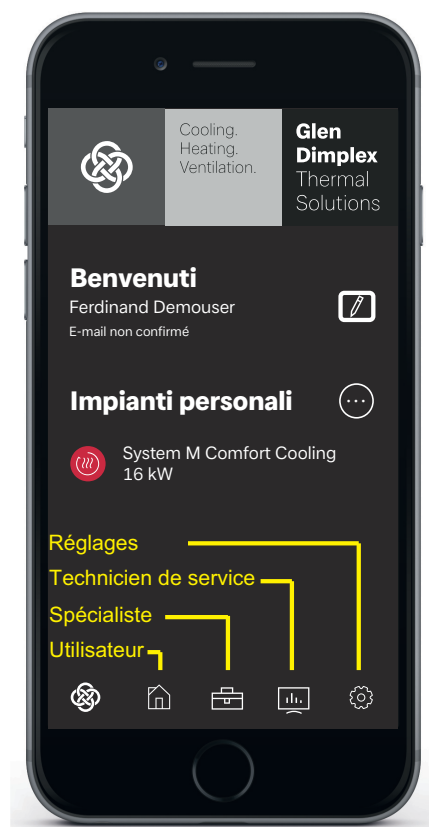 Cooling.
Heating.
Ventilation.
Glen
Dimplex
Thermal
Solutions
Benvenuti
Ferdinand Demouser
E-mail non confirmé
Impianti personali
System M Comfort Cooling
16 kW
Réglages
Technicien de service
Spécialiste
Utilisateur